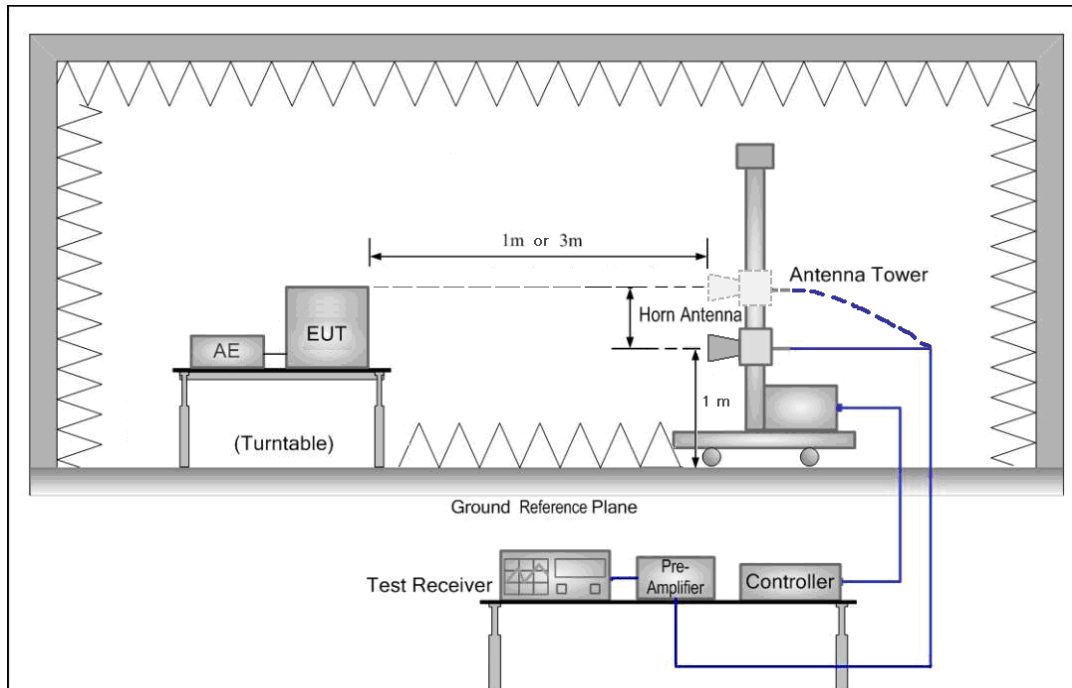 1m or 3m
Antenna Tower
Horn Antenna
EUT
AE
1 m
(Turntable)
Ground Reference Plane
Test Receiver
Pre-
Amplifier
Controller